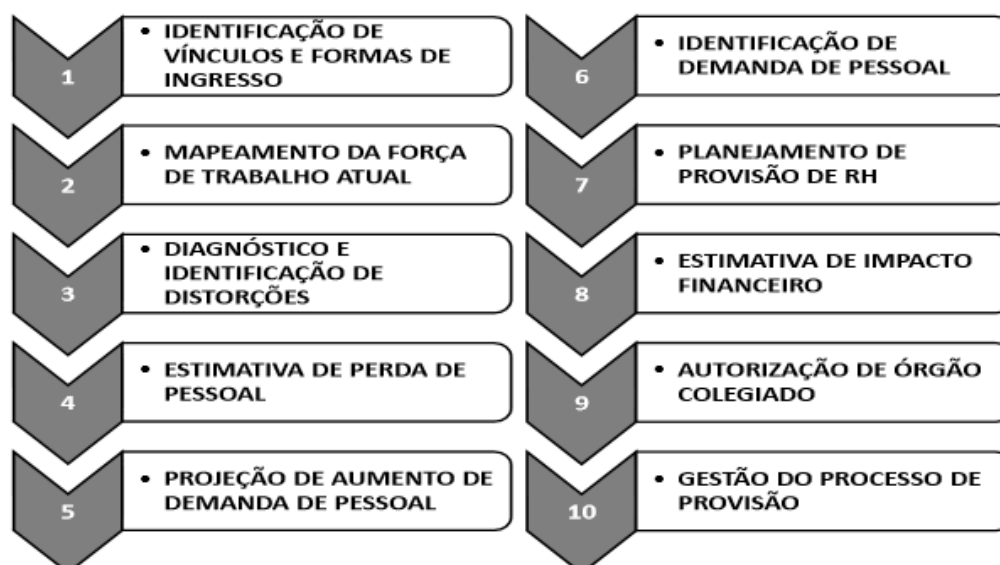 1
• IDENTIFICAÇÃO DE
VÍNCULOS E FORMAS DE
INGRESSO
2
• MAPEAMENTO DA FORÇA
DE TRABALHO ATUAL
3
• DIAGNÓSTICO E
IDENTIFICAÇÃO DE
DISTORÇÕES
4
• ESTIMATIVA DE PERDA DE
PESSOAL
5
• PROJEÇÃO DE AUMENTO DE
DEMANDA DE PESSOAL
6
• IDENTIFICAÇÃO DE
DEMANDA DE PESSOAL
7
• PLANEJAMENTO DE
PROVISÃO DE RH
8
• ESTIMATIVA DE IMPACTO
FINANCEIRO
9
• AUTORIZAÇÃO DE ÓRGÃO
COLEGIADO
10
• GESTÃO DO PROCESSO DE
PROVISÃO